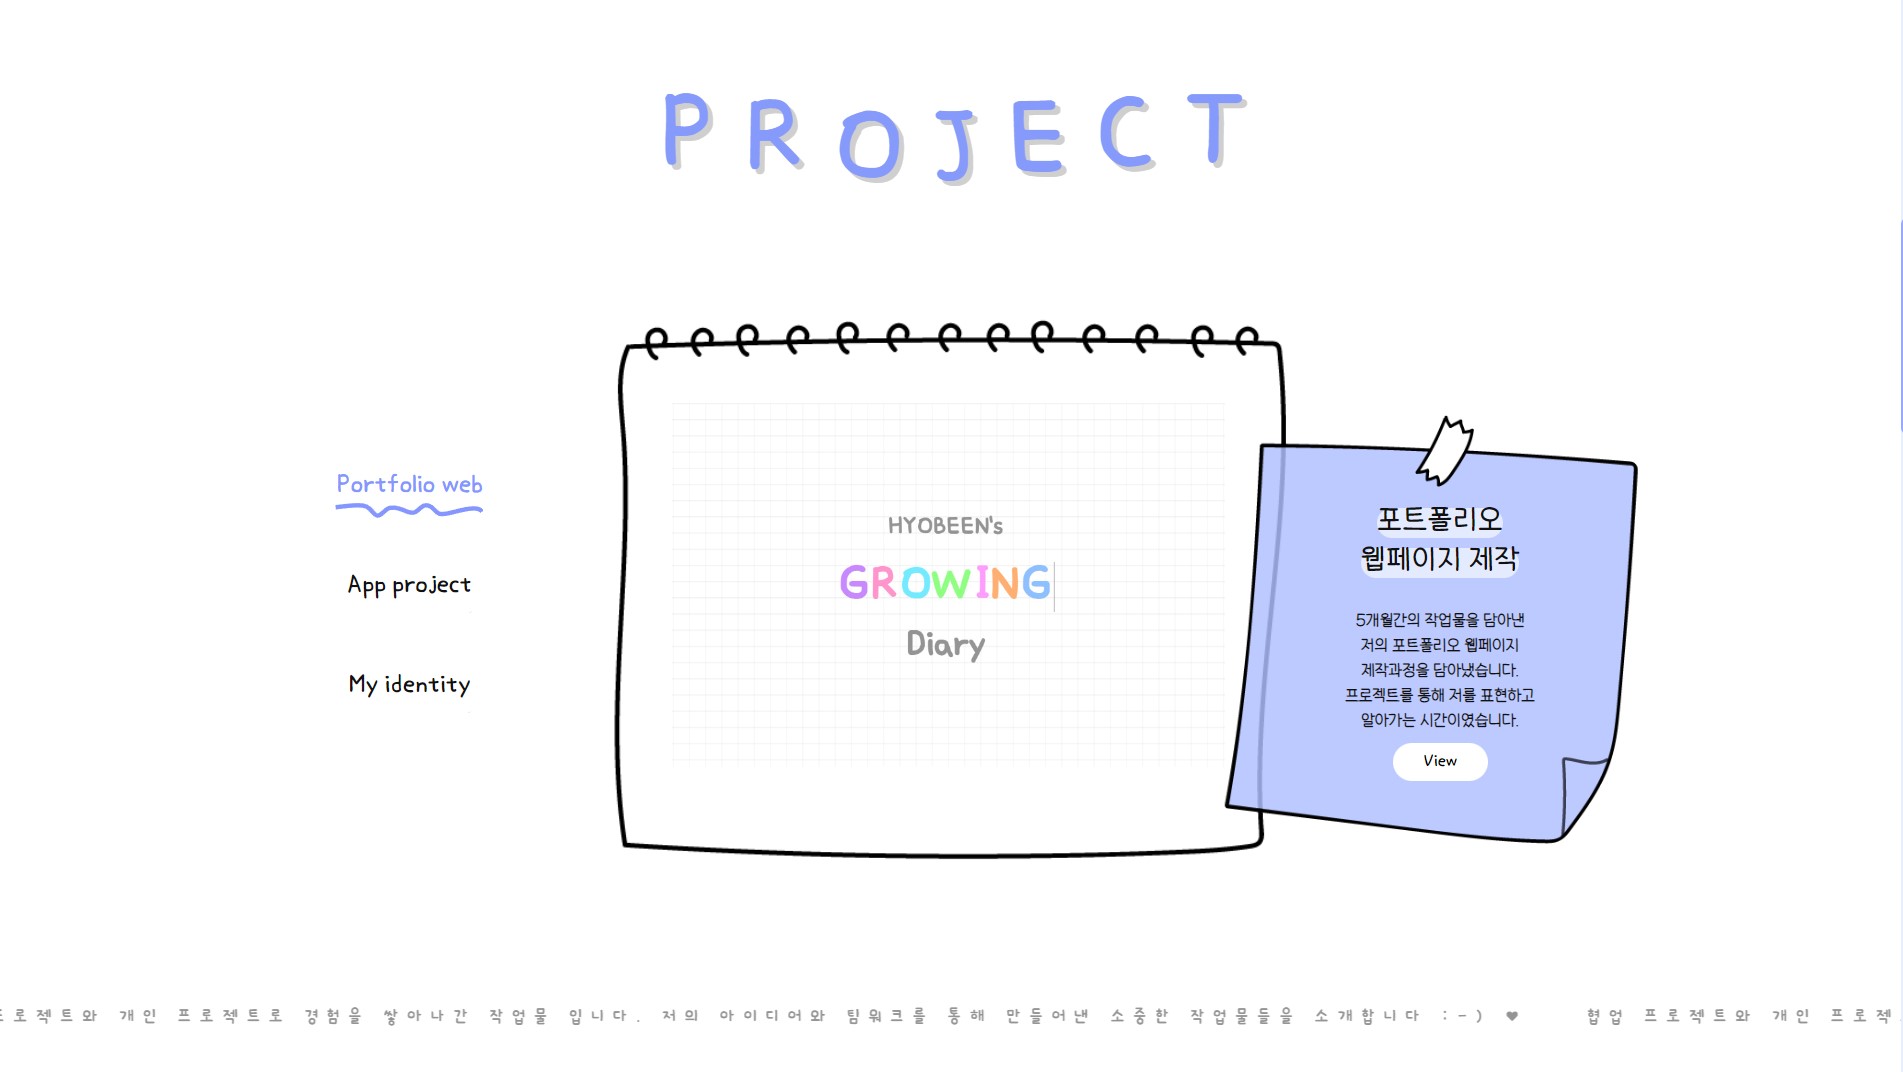 PROJECT
Portfolio web
App project
My identity
HYOBEEN's
GROWING
Diary
포트폴리오
웹페이지 제작
5개월간의 작업물을 담아낸
저의 포트폴리오 웹페이지
제작과정을 담아냈습니다.
프로젝트를 통해 저를 표현하고
알아가는 시간이였습니다.
View
로젝트와 개인 프로젝트로 경험을 쌓아나간 작업물 입니다. 저의 아이디어와 팀워크를 통해 만들어낸 소중한 작업물들을 소개합니다 :-) ♥ 협업 프로젝트와 개인 프로젝